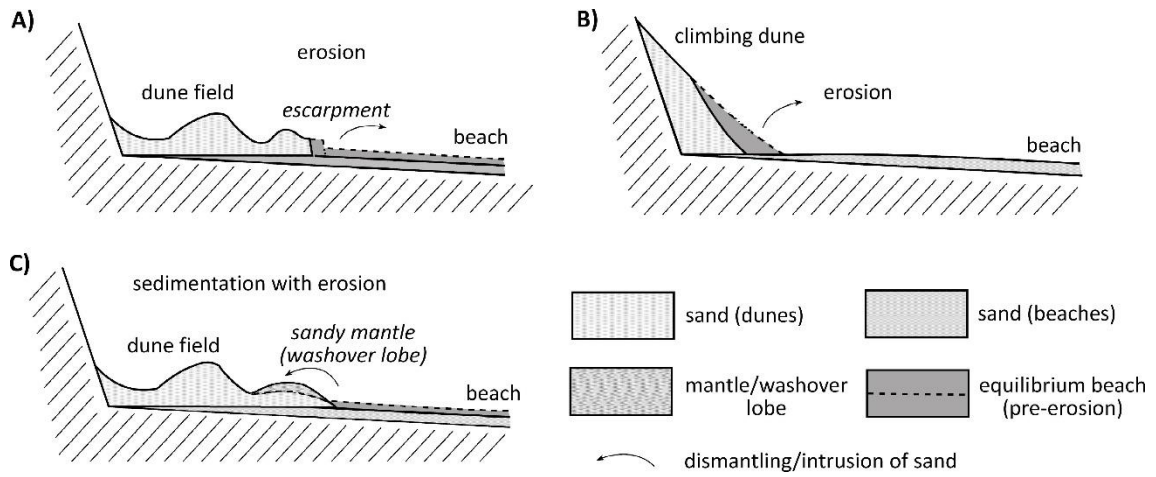 A)
erosion
dune field
escarpment
beach
B)
climbing dune
erosion
beach
C)
sedimentation with erosion
dune field
sandy mantle
(washover lobe)
beach
sand (dunes)
sand (beaches)
mantle/washover
lobe
equilibrium beach
(pre-erosion)
dismantling/intrusion of sand